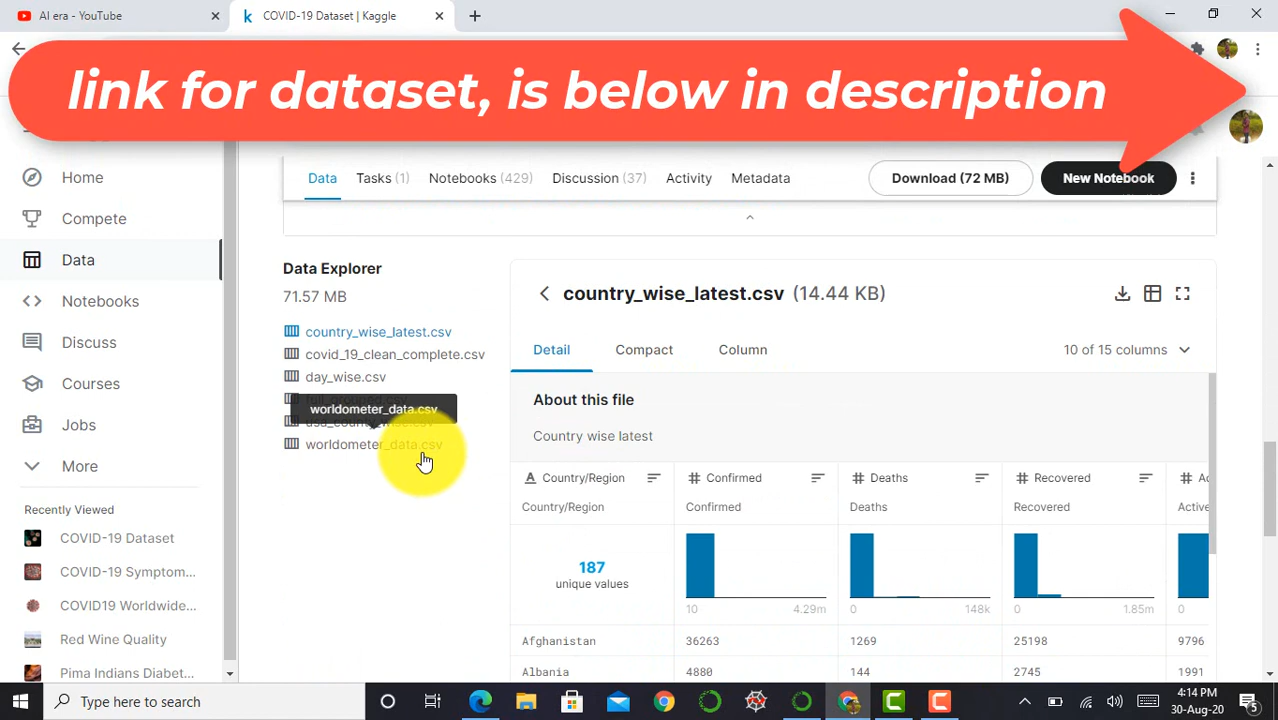 AI era - YouTube
COVID-19 Dataset | Kaggle
link for dataset, is below in description
Home
Compete
Data
Notebooks
Discuss
Courses
Jobs
More
Recently Viewed
COVID-19 Dataset
COVID-19 Symptom...
COVID19 Worldwide...
Red Wine Quality
Pima Indians Diabet...
Data
Tasks (1)
Notebooks (429)
Discussion (37)
Activity
Metadata
Download (72 MB)
New Notebook
Data Explorer
71.57 MB
country_wise_latest.csv
covid_19_clean_complete.csv
day_wise.csv
full_grouped.csv
worldometer_data.csv
usa_county_wise.csv
worldometer_data.csv
country_wise_latest.csv (14.44 KB)
Detail
Compact
Column
10 of 15 columns
About this file
Country wise latest
Country/Region
Confirmed
Deaths
Recovered
Country/Region
Confirmed
Deaths
Recovered
Active
187
unique values
10
4.29m
0
148k
0
1.85m
0
Afghanistan
36263
1269
25198
9796
Albania
4880
144
2745
1991
Type here to search
4:14 PM
30-Aug-20
5